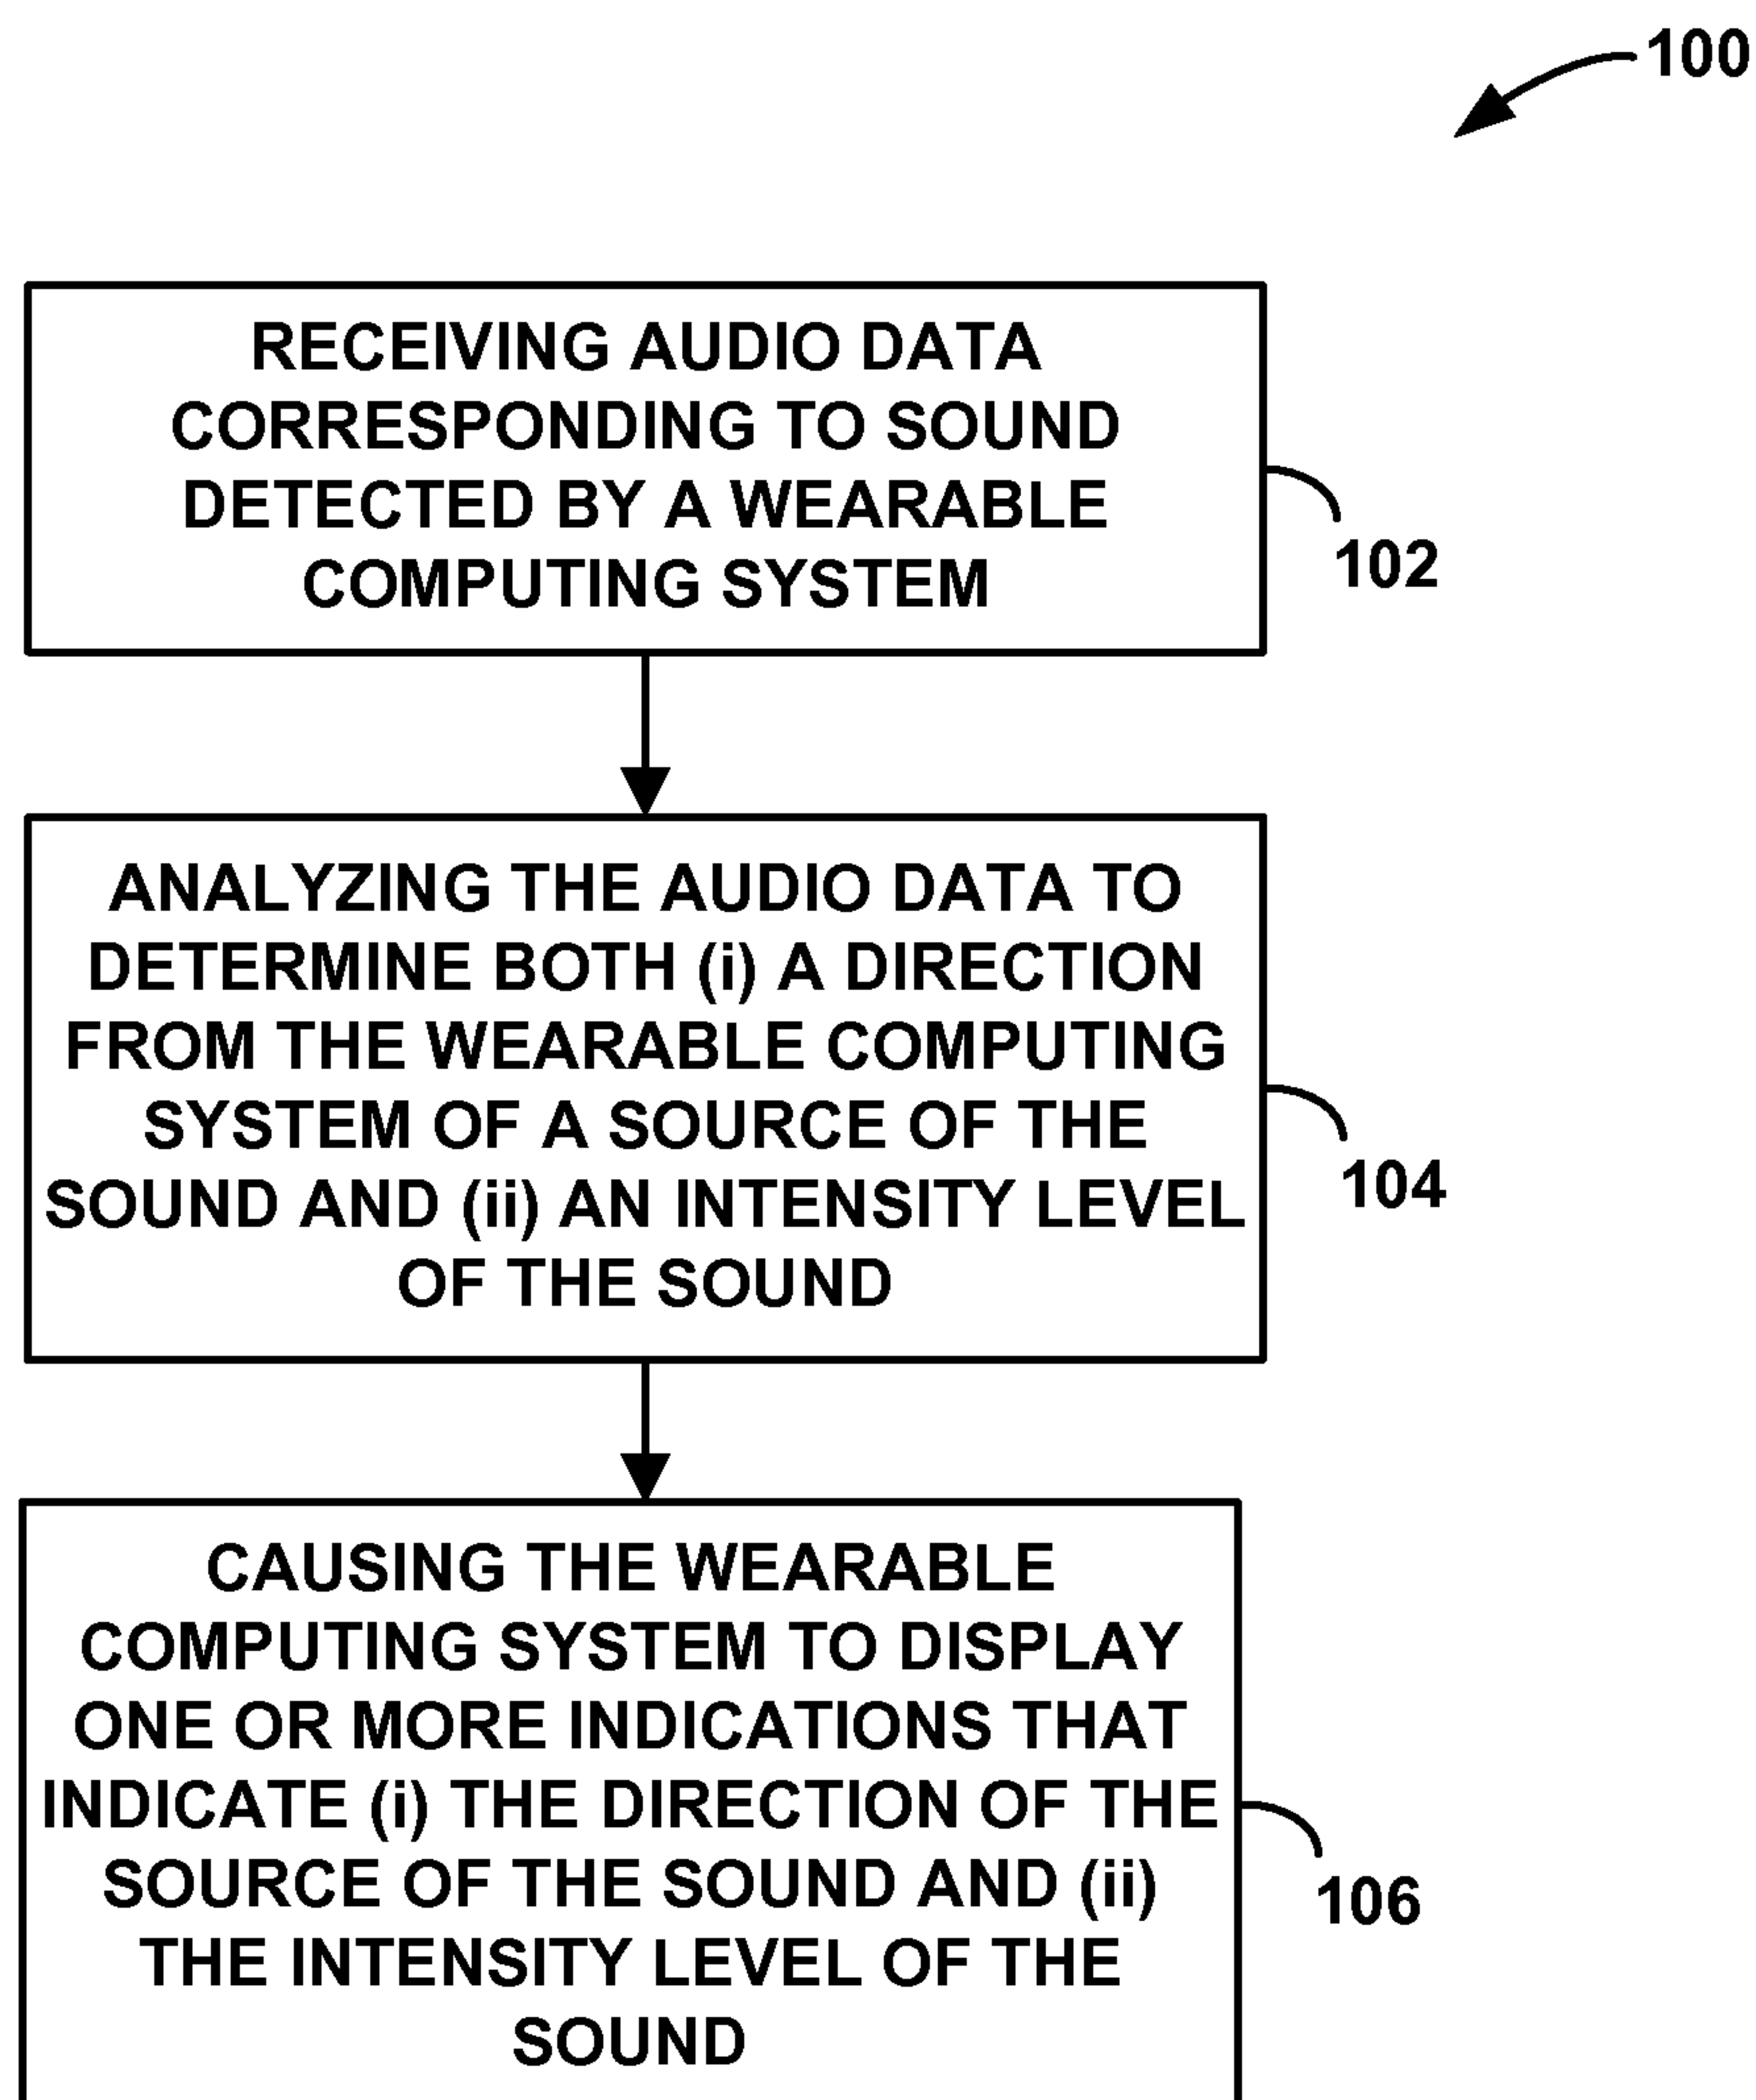 100
RECEIVING AUDIO DATA
CORRESPONDING TO SOUND
DETECTED BY A WEARABLE
COMPUTING SYSTEM
102
ANALYZING THE AUDIO DATA TO
DETERMINE BOTH (i) A DIRECTION
FROM THE WEARABLE COMPUTING
SYSTEM OF A SOURCE OF THE
SOUND AND (ii) AN INTENSITY LEVEL
OF THE SOUND
104
CAUSING THE WEARABLE
COMPUTING SYSTEM TO DISPLAY
ONE OR MORE INDICATIONS THAT
INDICATE (i) THE DIRECTION OF THE
SOURCE OF THE SOUND AND (ii)
THE INTENSITY LEVEL OF THE
SOUND
106